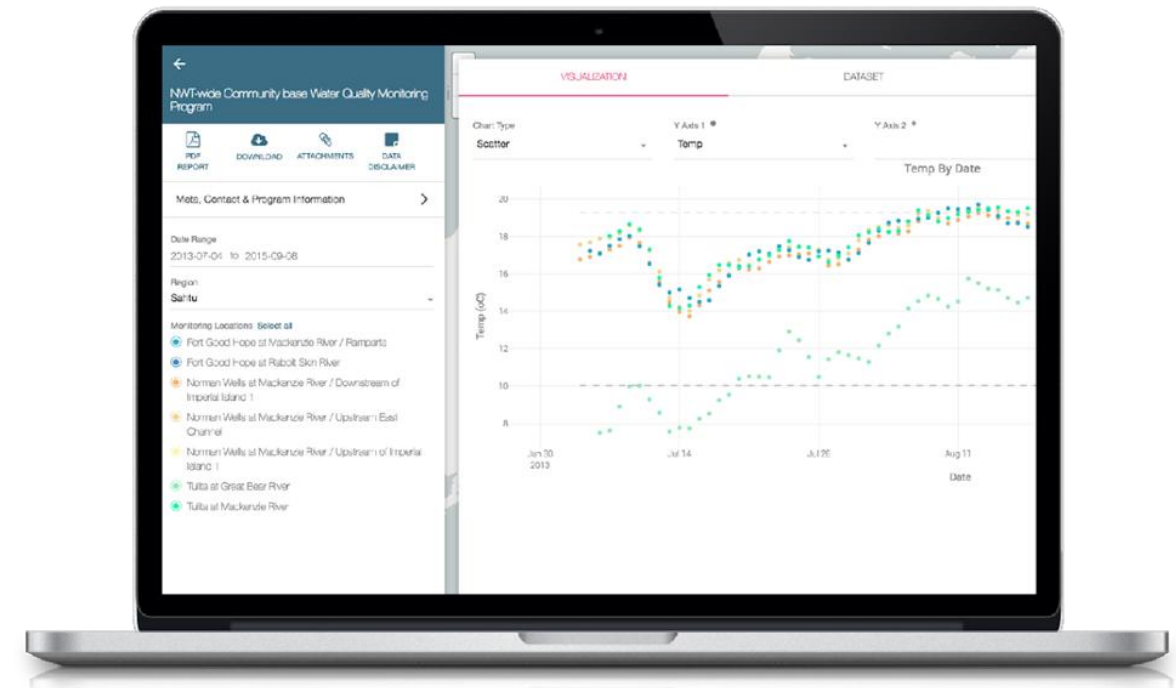 NWT-wide Community base Water Quality Monitoring
Program
PDF
REPORT
DOWNLOAD
ATTACHMENTS
DATA
DISCLAIMER
Meta, Contact & Program Information
Date Range
2013-07-04 to 2015-09-08
Region
Sahtu
Monitoring Locations Select all
Fort Good Hope at Mackenzie River / Ramparts
Fort Good Hope at Rabbit Skin River
Norman Wells at Mackenzie River / Downstream of
Imperial Island 1
Norman Wells at Mackenzie River / Upstream East
Channel
Norman Wells at Mackenzie River / Upstream of Imperial
Island 1
Tulita at Great Bear River
Tulita at Mackenzie River
VISUALIZATION
DATASET
Chart Type
Scatter
Y Axis 1
Temp
Y Axis 2
Temp By Date
Temp (oC)
20
18
16
14
12
10
8
Jun 30
2013
Jul 14
Jul 28
Aug 11
Date